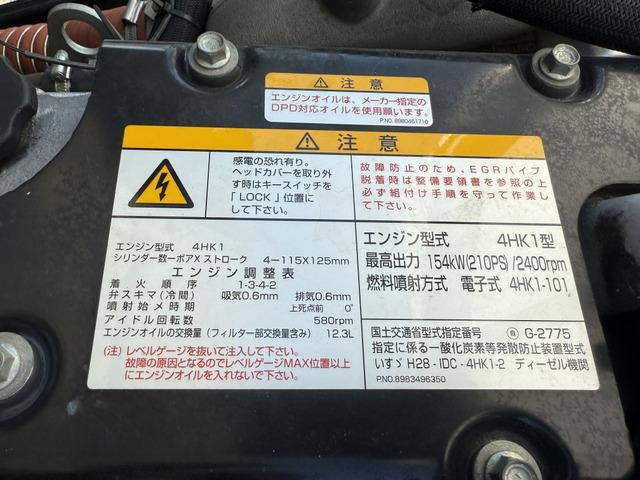 注意
エンジンオイルは、メーカー指定の
DPD対応オイルを使用願います。
P.NO.8980461710
注意
感電の恐れ有り。
ヘッドカバーを取り外
す時はキースイッチを
「LOCK」位置に
して下さい。
故障防止のため、EGRパイプ
脱着時は整備要領書を参照の上
必ず組付け手順を守って作業
して下さい。
エンジン型式 4HK1
シリンダー数ーボアXストローク 4ー115X125mm
エンジン調整表
着火順序 1-3-4-2
弁スキマ(冷間) 吸気0.6mm 排気0.6mm
噴射始メ時期 上死点前 0°
アイドル回転数 580rpm
エンジンオイルの交換量(フィルター部交換量含み) 12.3L
(注)レベルゲージを抜いて注入して下さい。
故障の原因となるのでレベルゲージMAX位置以上
にエンジンオイルを入れないで下さい。
エンジン型式 4HK1型
最高出力 154kW(210PS)/2400rpm
燃料噴射方式 電子式 4HK1-101
国土交通省型式指定番号 G-2775
指定に係る一酸化炭素等発散防止装置型式
いすゞ H28-IDC-4HK1-2 ディーゼル機関
P.NO.8983496350